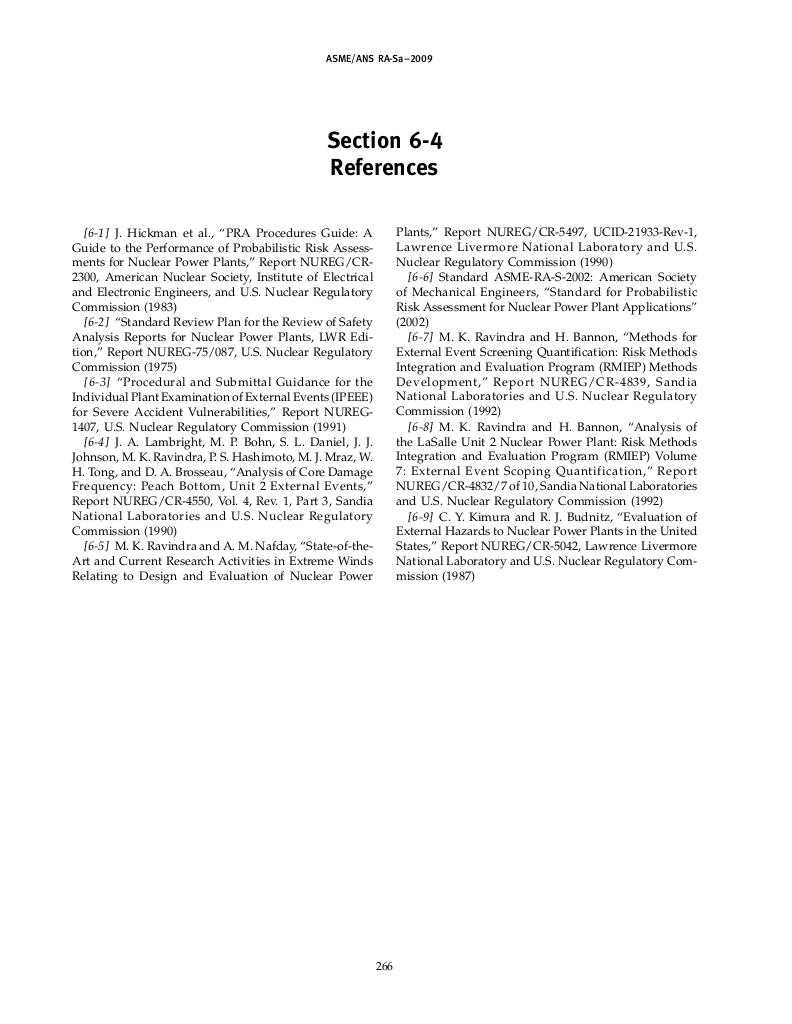 ASME/ANS RA-Sa–2009
Section 6-4
References
[6-1] J. Hickman et al., “PRA Procedures Guide: A
Guide to the Performance of Probabilistic Risk Assess-
ments for Nuclear Power Plants,” Report NUREG/CR-
2300, American Nuclear Society, Institute of Electrical
and Electronic Engineers, and U.S. Nuclear Regulatory
Commission (1983)
[6-2] “Standard Review Plan for the Review of Safety
Analysis Reports for Nuclear Power Plants, LWR Edi-
tion,” Report NUREG-75/087, U.S. Nuclear Regulatory
Commission (1975)
[6-3] “Procedural and Submittal Guidance for the
Individual Plant Examination of External Events (IPEEE)
for Severe Accident Vulnerabilities,” Report NUREG-
1407, U.S. Nuclear Regulatory Commission (1991)
[6-4] J. A. Lambright, M. P. Bohn, S. L. Daniel, J. J.
Johnson, M. K. Ravindra, P. S. Hashimoto, M. J. Mraz, W.
H. Tong, and D. A. Brosseau, “Analysis of Core Damage
Frequency: Peach Bottom, Unit 2 External Events,”
Report NUREG/CR-4550, Vol. 4, Rev. 1, Part 3, Sandia
National Laboratories and U.S. Nuclear Regulatory
Commission (1990)
[6-5] M. K. Ravindra and A. M. Nafday, “State-of-the-
Art and Current Research Activities in Extreme Winds
Relating to Design and Evaluation of Nuclear Power
Plants,” Report NUREG/CR-5497, UCID-21933-Rev-1,
Lawrence Livermore National Laboratory and U.S.
Nuclear Regulatory Commission (1990)
[6-6] Standard ASME-RA-S-2002: American Society
of Mechanical Engineers, “Standard for Probabilistic
Risk Assessment for Nuclear Power Plant Applications”
(2002)
[6-7] M. K. Ravindra and H. Bannon, “Methods for
External Event Screening Quantification: Risk Methods
Integration and Evaluation Program (RMIEP) Methods
Development,” Report NUREG/CR-4839, Sandia
National Laboratories and U.S. Nuclear Regulatory
Commission (1992)
[6-8] M. K. Ravindra and H. Bannon, “Analysis of
the LaSalle Unit 2 Nuclear Power Plant: Risk Methods
Integration and Evaluation Program (RMIEP) Volume
7: External Event Scoping Quantification,” Report
NUREG/CR-4832/7 of 10, Sandia National Laboratories
and U.S. Nuclear Regulatory Commission (1992)
[6-9] C. Y. Kimura and R. J. Budnitz, “Evaluation of
External Hazards to Nuclear Power Plants in the United
States,” Report NUREG/CR-5042, Lawrence Livermore
National Laboratory and U.S. Nuclear Regulatory Com-
mission (1987)
266